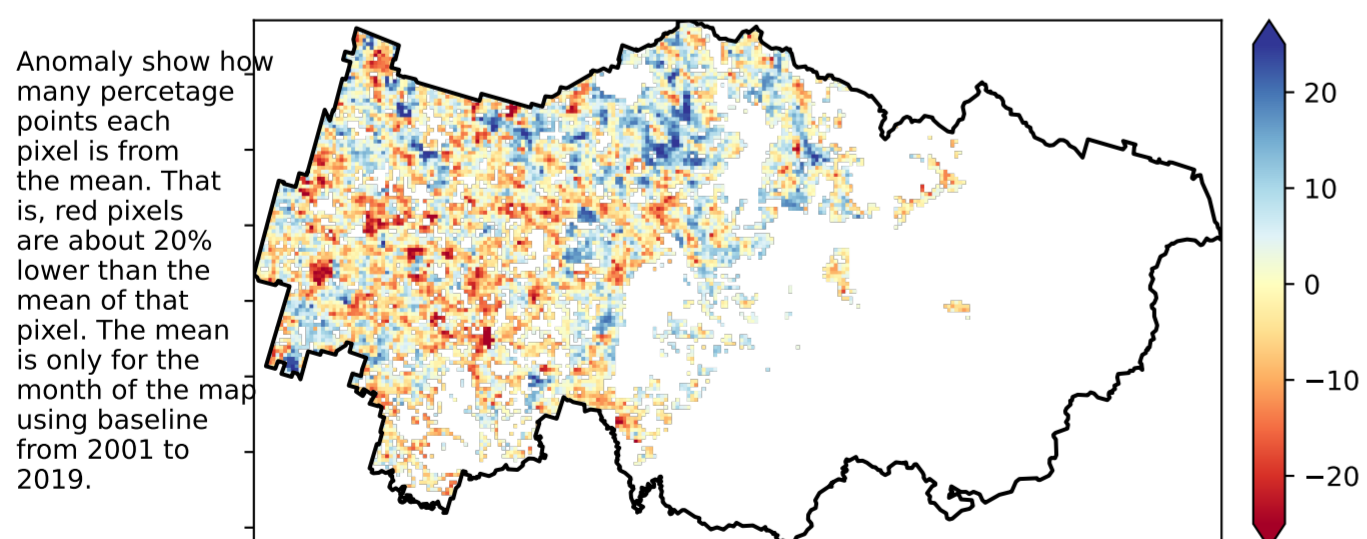 Anomaly show how
many percetage
points each
pixel is from
the mean. That
is, red pixels
are about 20%
lower than the
mean of that
pixel. The mean
is only for the
month of the map
using baseline
from 2001 to
2019.
20
10
0
−10
−20